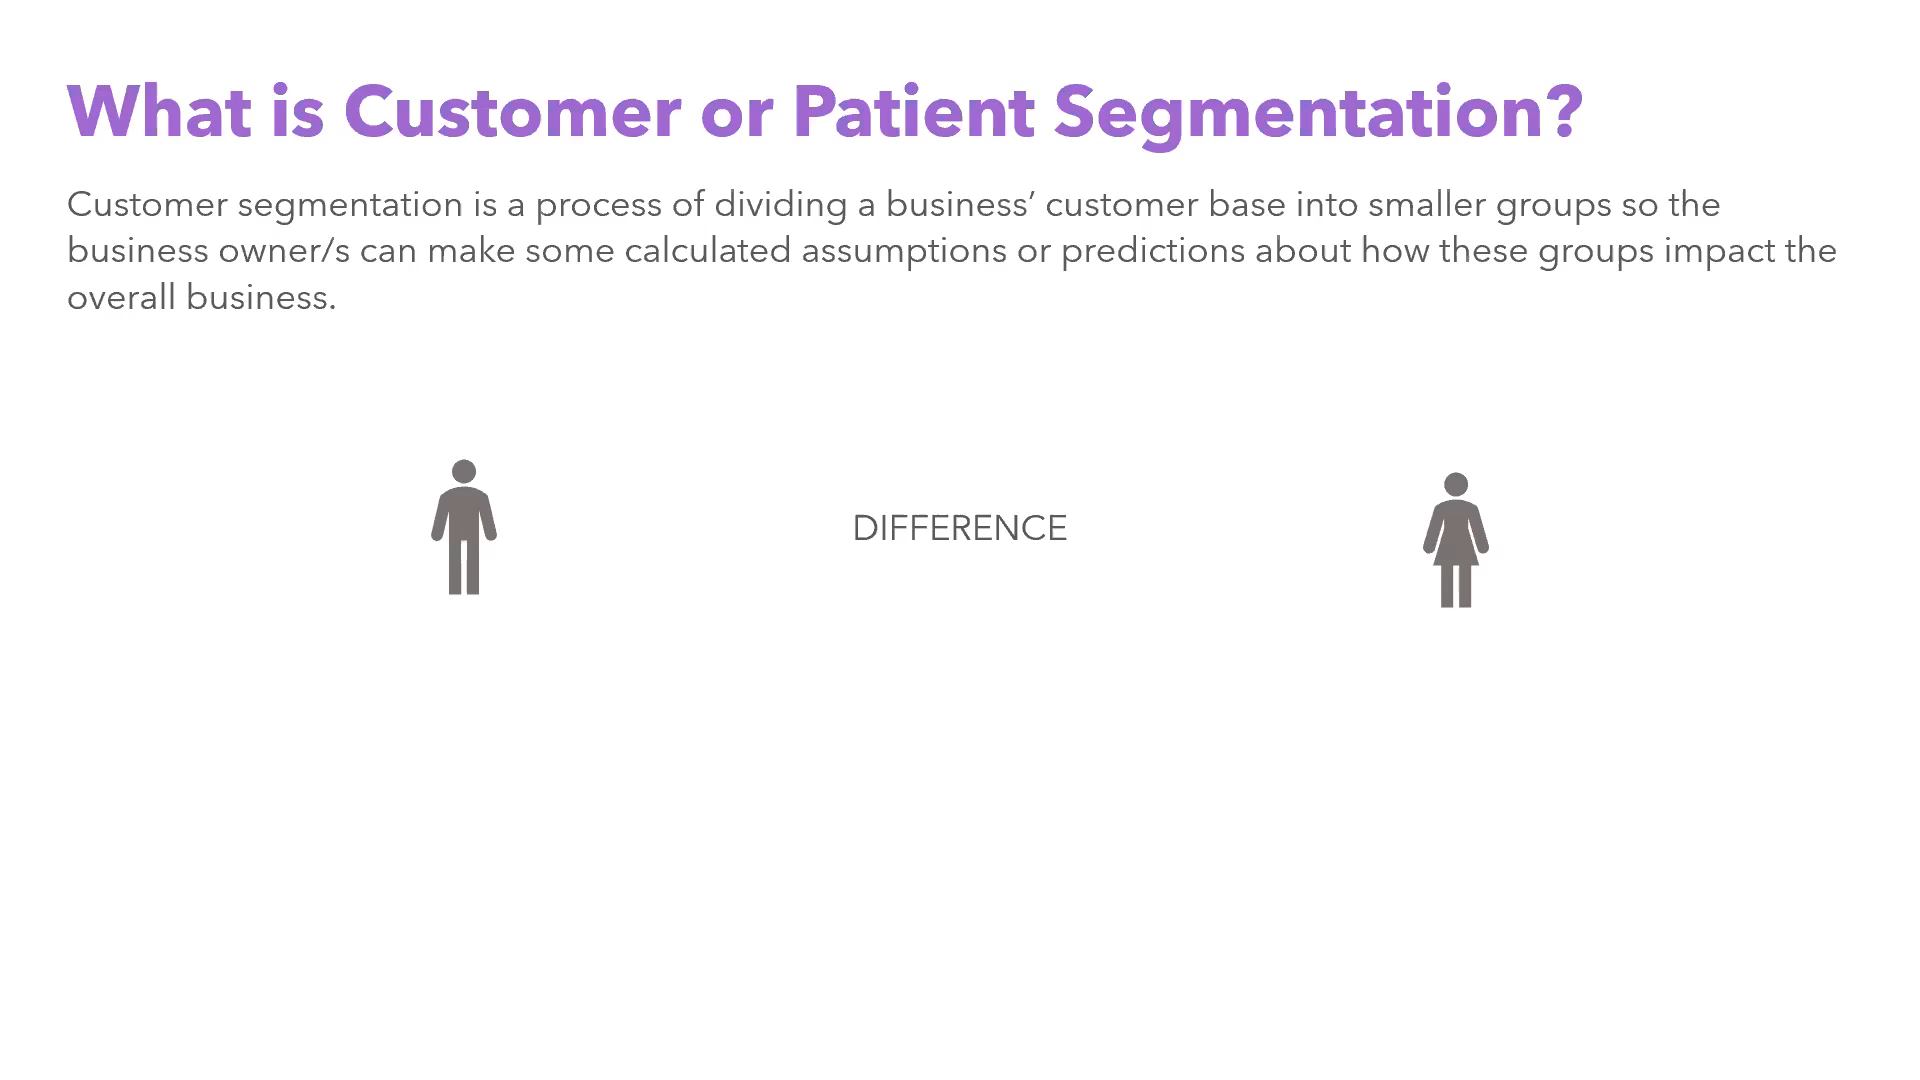 What is Customer or Patient Segmentation?
Customer segmentation is a process of dividing a business’ customer base into smaller groups so the
business owner/s can make some calculated assumptions or predictions about how these groups impact the
overall business.
DIFFERENCE